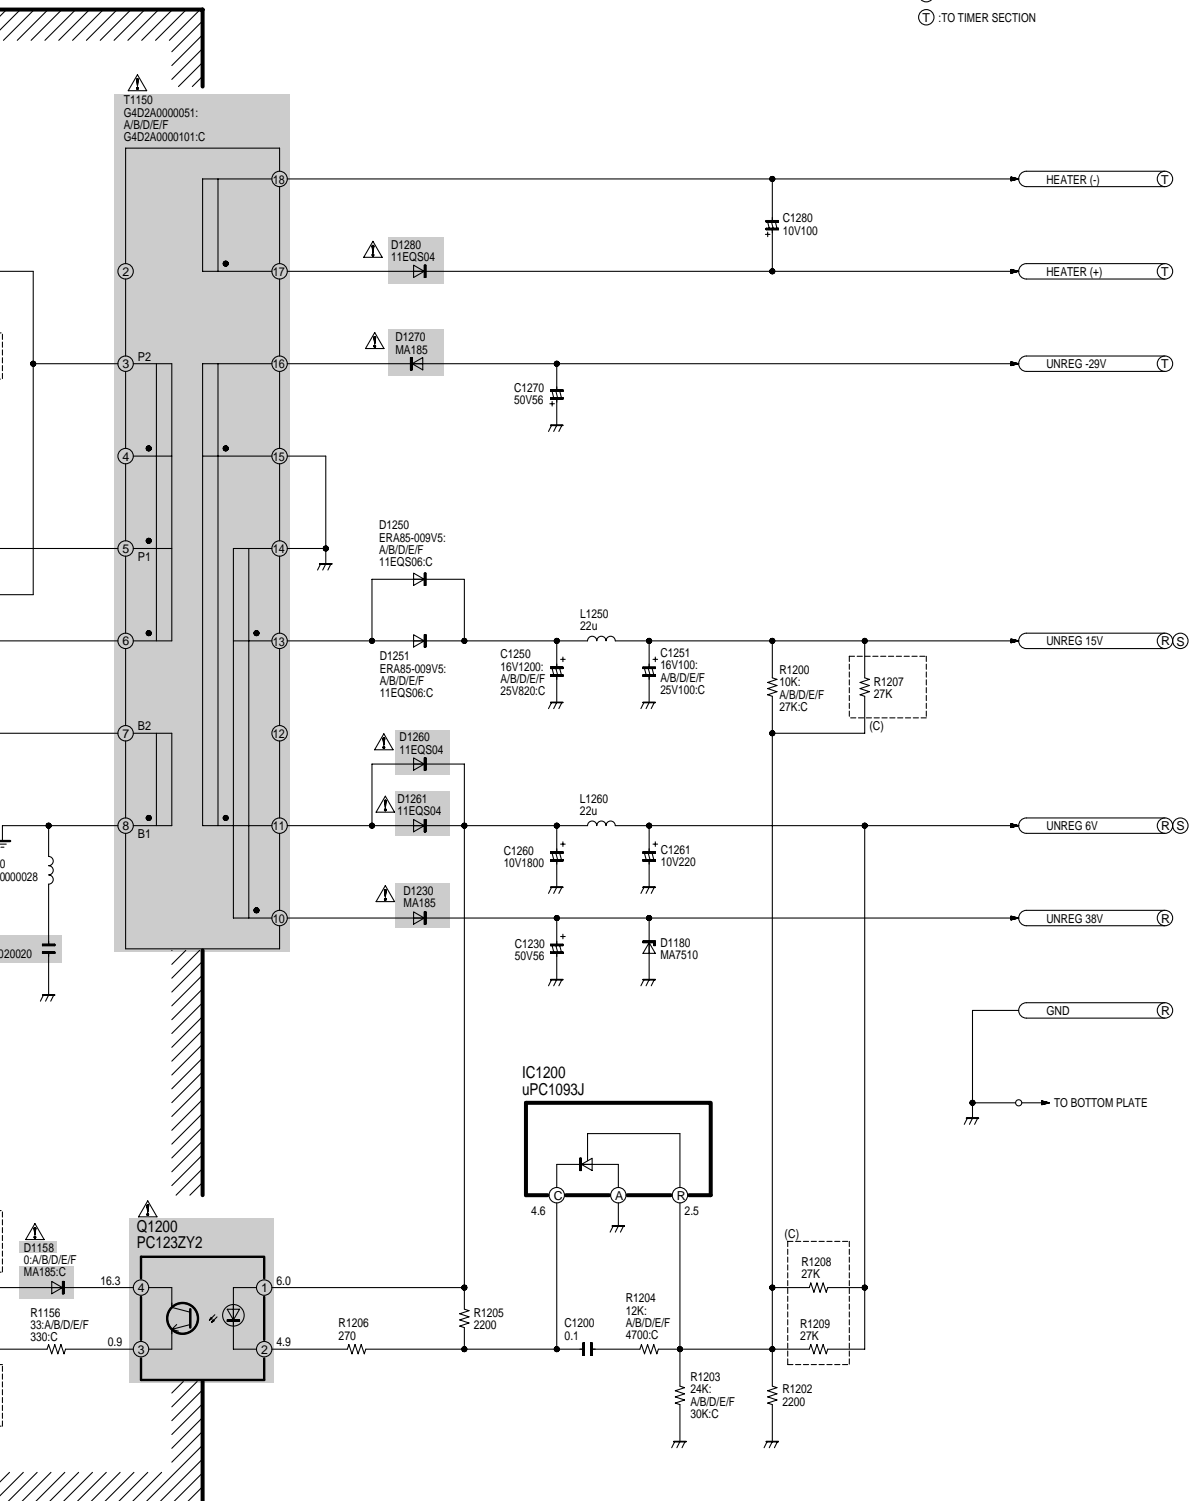 T :TO TIMER SECTION
T1150
G4D2A0000051:
A/B/D/E/F
G4D2A0000101:C
18
HEATER (-) T
C1280
10V100
+
D1280
11EQS04
2
17
HEATER (+) T
D1270
MA185
3 P2
16
UNREG -29V T
C1270
50V56
+
4
15
D1250
ERA85-009V5:
A/B/D/E/F
11EQS06:C
5
P1
14
L1250
22u
6
13
UNREG 15V R S
D1251
ERA85-009V5:
A/B/D/E/F
11EQS06:C
C1250
16V1200:
A/B/D/E/F
25V820:C
+
C1251
16V100:
A/B/D/E/F
25V100:C
+
R1200
10K:
A/B/D/E/F
27K:C
R1207
27K
(C)
7 B2
12
D1260
11EQS04
D1261
11EQS04
L1260
22u
8
B1
11
UNREG 6V R S
0
0000028
C1260
10V1800
+
C1261
10V220
+
D1230
MA185
10
UNREG 38V R
020020
C1230
50V56
+
D1180
MA7510
GND R
TO BOTTOM PLATE
IC1200
uPC1093J
C A R
4.6
2.5
Q1200
PC123ZY2
D1158
0:A/B/D/E/F
MA185:C
16.3 4
1 6.0
R1156
33:A/B/D/E/F
330:C
0.9 3
2 4.9
R1206
270
R1205
2200
C1200
0.1
R1204
12K:
A/B/D/E/F
4700:C
(C)
R1208
27K
R1209
27K
R1203
24K:
A/B/D/E/F
30K:C
R1202
2200